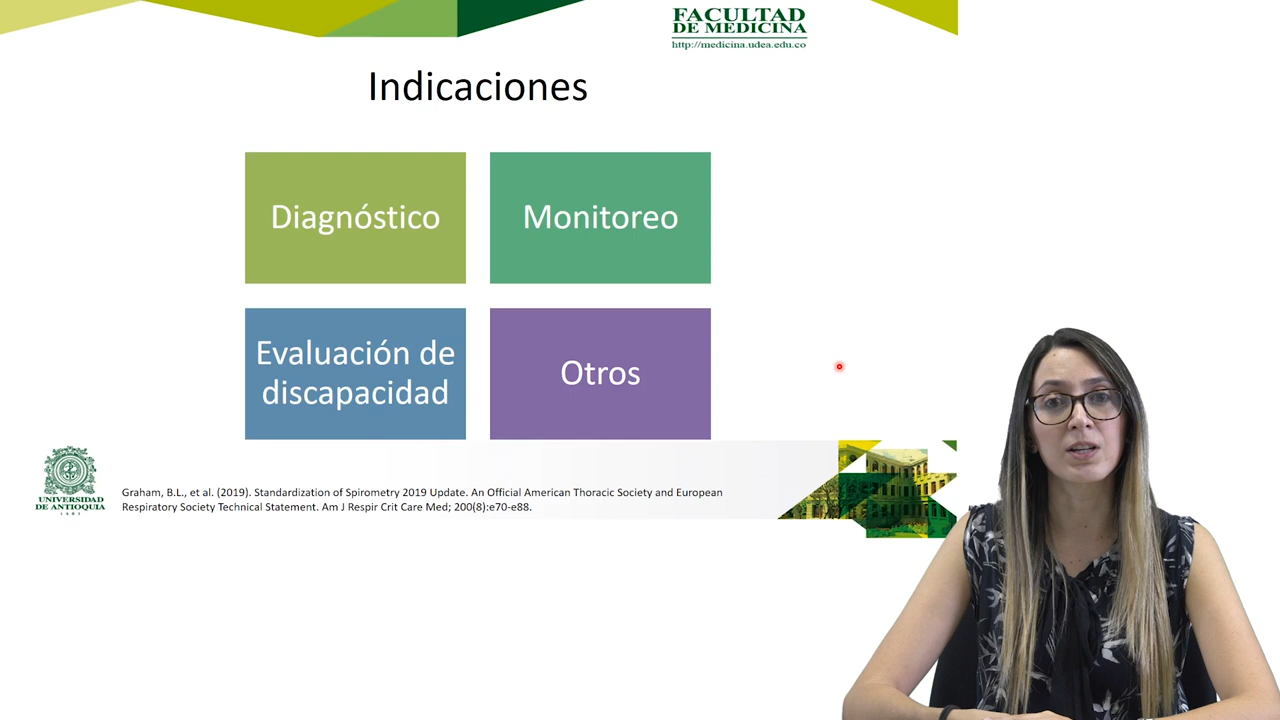 FACULTAD
DE MEDICINA
http://medicina.udea.edu.co
Indicaciones
Diagnóstico
Monitoreo
Evaluación de
discapacidad
Otros
UNIVERSIDAD
DE ANTIOQUIA
1803
Graham, B.L., et al. (2019). Standardization of Spirometry 2019 Update. An Official American Thoracic Society and European
Respiratory Society Technical Statement. Am J Respir Crit Care Med; 200(8):e70-e88.